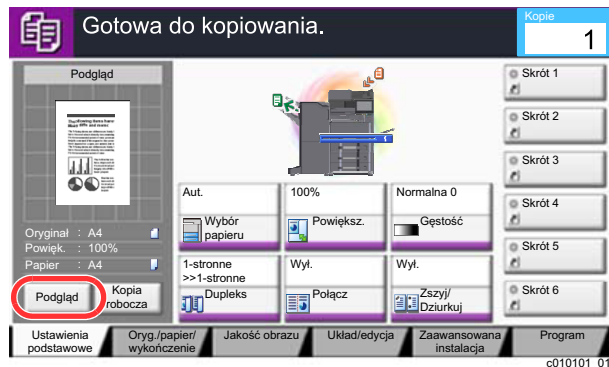 Gotowa do kopiowania.
Kopie
1
Podgląd
Oryginał : A4
Powięk. : 100%
Papier : A4
Podgląd
Kopia
robocza
Aut.
Wybór
papieru
100%
Powiększ.
Normalna 0
Gęstość
1-stronne
>>1-stronne
Dupleks
Wył.
Połącz
Wył.
Zszyj/
Dziurkuj
Skrót 1
Skrót 2
Skrót 3
Skrót 4
Skrót 5
Skrót 6
Ustawienia
podstawowe
Oryg./papier/
wykończenie
Jakość obrazu
Układ/edycja
Zaawansowana
instalacja
Program
c010101_01